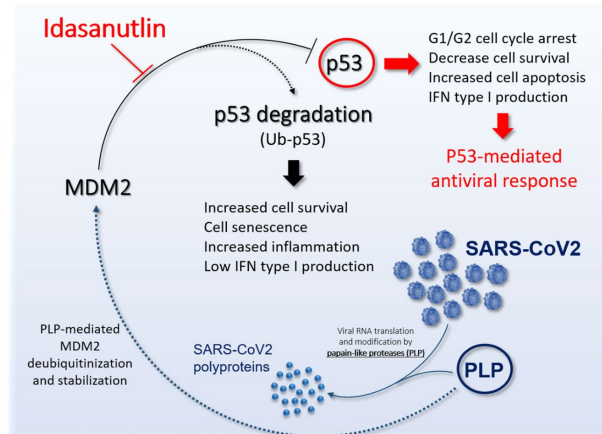 Idasanutlin
p53
G1/G2 cell cycle arrest
Decrease cell survival
Increased cell apoptosis
IFN type I production
p53 degradation
(Ub-p53)
P53-mediated
antiviral response
MDM2
Increased cell survival
Cell senescence
Increased inflammation
Low IFN type I production
SARS-CoV2
PLP-mediated
MDM2
deubiquitinization
and stabilization
Viral RNA translation
and modification by
papain-like proteases (PLP)
SARS-CoV2
polyproteins
PLP